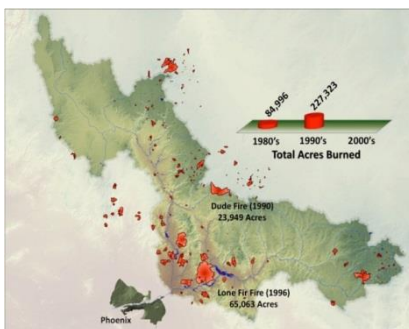 84,996
227,323
1980's 1990's 2000's
Total Acres Burned
Dude Fire (1990)
23,949 Acres
Lone Fir Fire (1996)
65,063 Acres
Phoenix